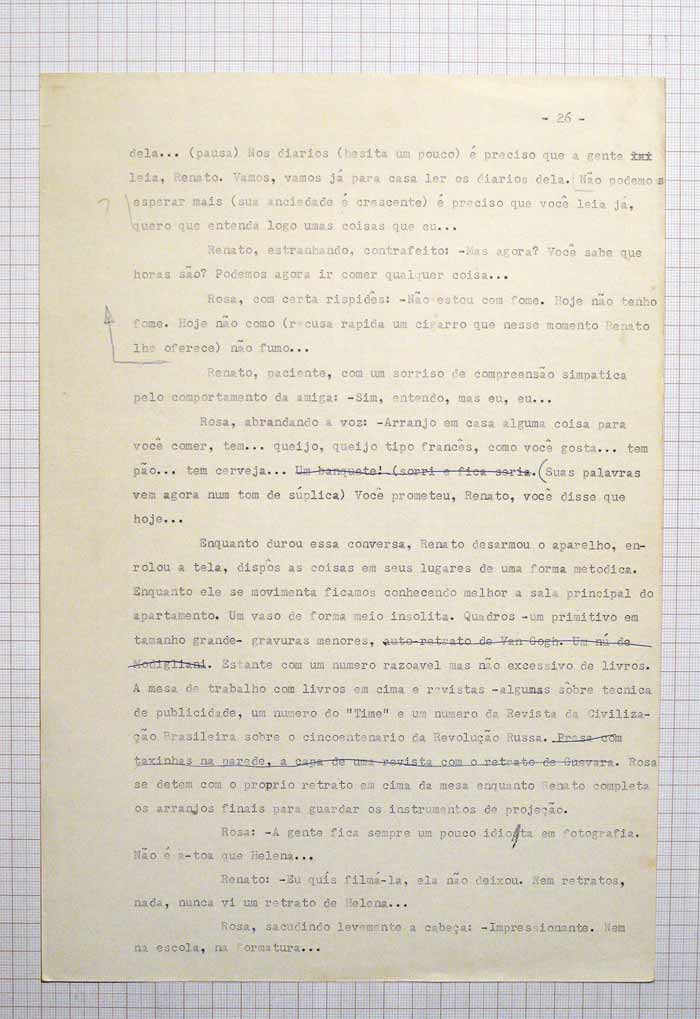 - 26 -
dela... (pausa) Nos diarios (hesita um pouco) é preciso que a gente
leia, Renato. Vamos, vamos já para casa ler os diarios dela. Não podemos
? esperar mais (sua anciedade é crescente) é preciso que você leia já,
quero que entenda logo umas coisas que eu...
Renato, estranhando, contrafeito: -Mas agora? Você sabe que
horas são? Podemos agora ir comer qualquer coisa...
Rosa, com certa rispidês: -Não estou com fome. Hoje não tenho
fome. Hoje não como (recusa rapida um cigarro que nesse momento Renato
lhe oferece) não fumo...
Renato, paciente, com um sorriso de compreensão simpatica
pelo comportamento da amiga: -Sim, entendo, mas eu, eu...
Rosa, abrandando a voz: -Arranjo em casa alguma coisa para
você comer, tem... queijo, queijo tipo francês, como você gosta... tem
pão... tem cerveja... Um banquete! (sorri e fica seria. (Suas palavras
vem agora num tom de súplica) Você prometeu, Renato, você disse que
hoje...
Enquanto durou essa conversa, Renato desarmou o aparelho, en-
rolou a tela, dispôs as coisas em seus lugares de uma forma metodica.
Enquanto ele se movimenta ficamos conhecendo melhor a sala principal do
apartamento. Um vaso de forma meio insolita. Quadros -um primitivo em
tamanho grande- gravuras menores, auto-retrato de Van Gogh. Um nú de
Modigliani. Estante com um numero razoavel mas não excessivo de livros.
A mesa de trabalho com livros em cima e revistas -algumas sôbre tecnica
de publicidade, um numero do "Time" e um numero da Revista da Civiliza-
ção Brasileira sobre o cincoentenario da Revolução Russa. Presa com
taxinhas na parede, a capa de uma revista com o retrato de Guevara. Rosa
se detem com o proprio retrato em cima da mesa enquanto Renato completa
os arranjos finais para guardar os instrumentos de projeção.
Rosa: -A gente fica sempre um pouco idiota em fotografia.
Não é a-toa que Helena...
Renato: -Eu quís filmá-la, ela não deixou. Nem retratos,
nada, nunca vi um retrato de Helena...
Rosa, sacudindo levemente a cabeça: -Impressionante. Nem
na escola, na formatura...